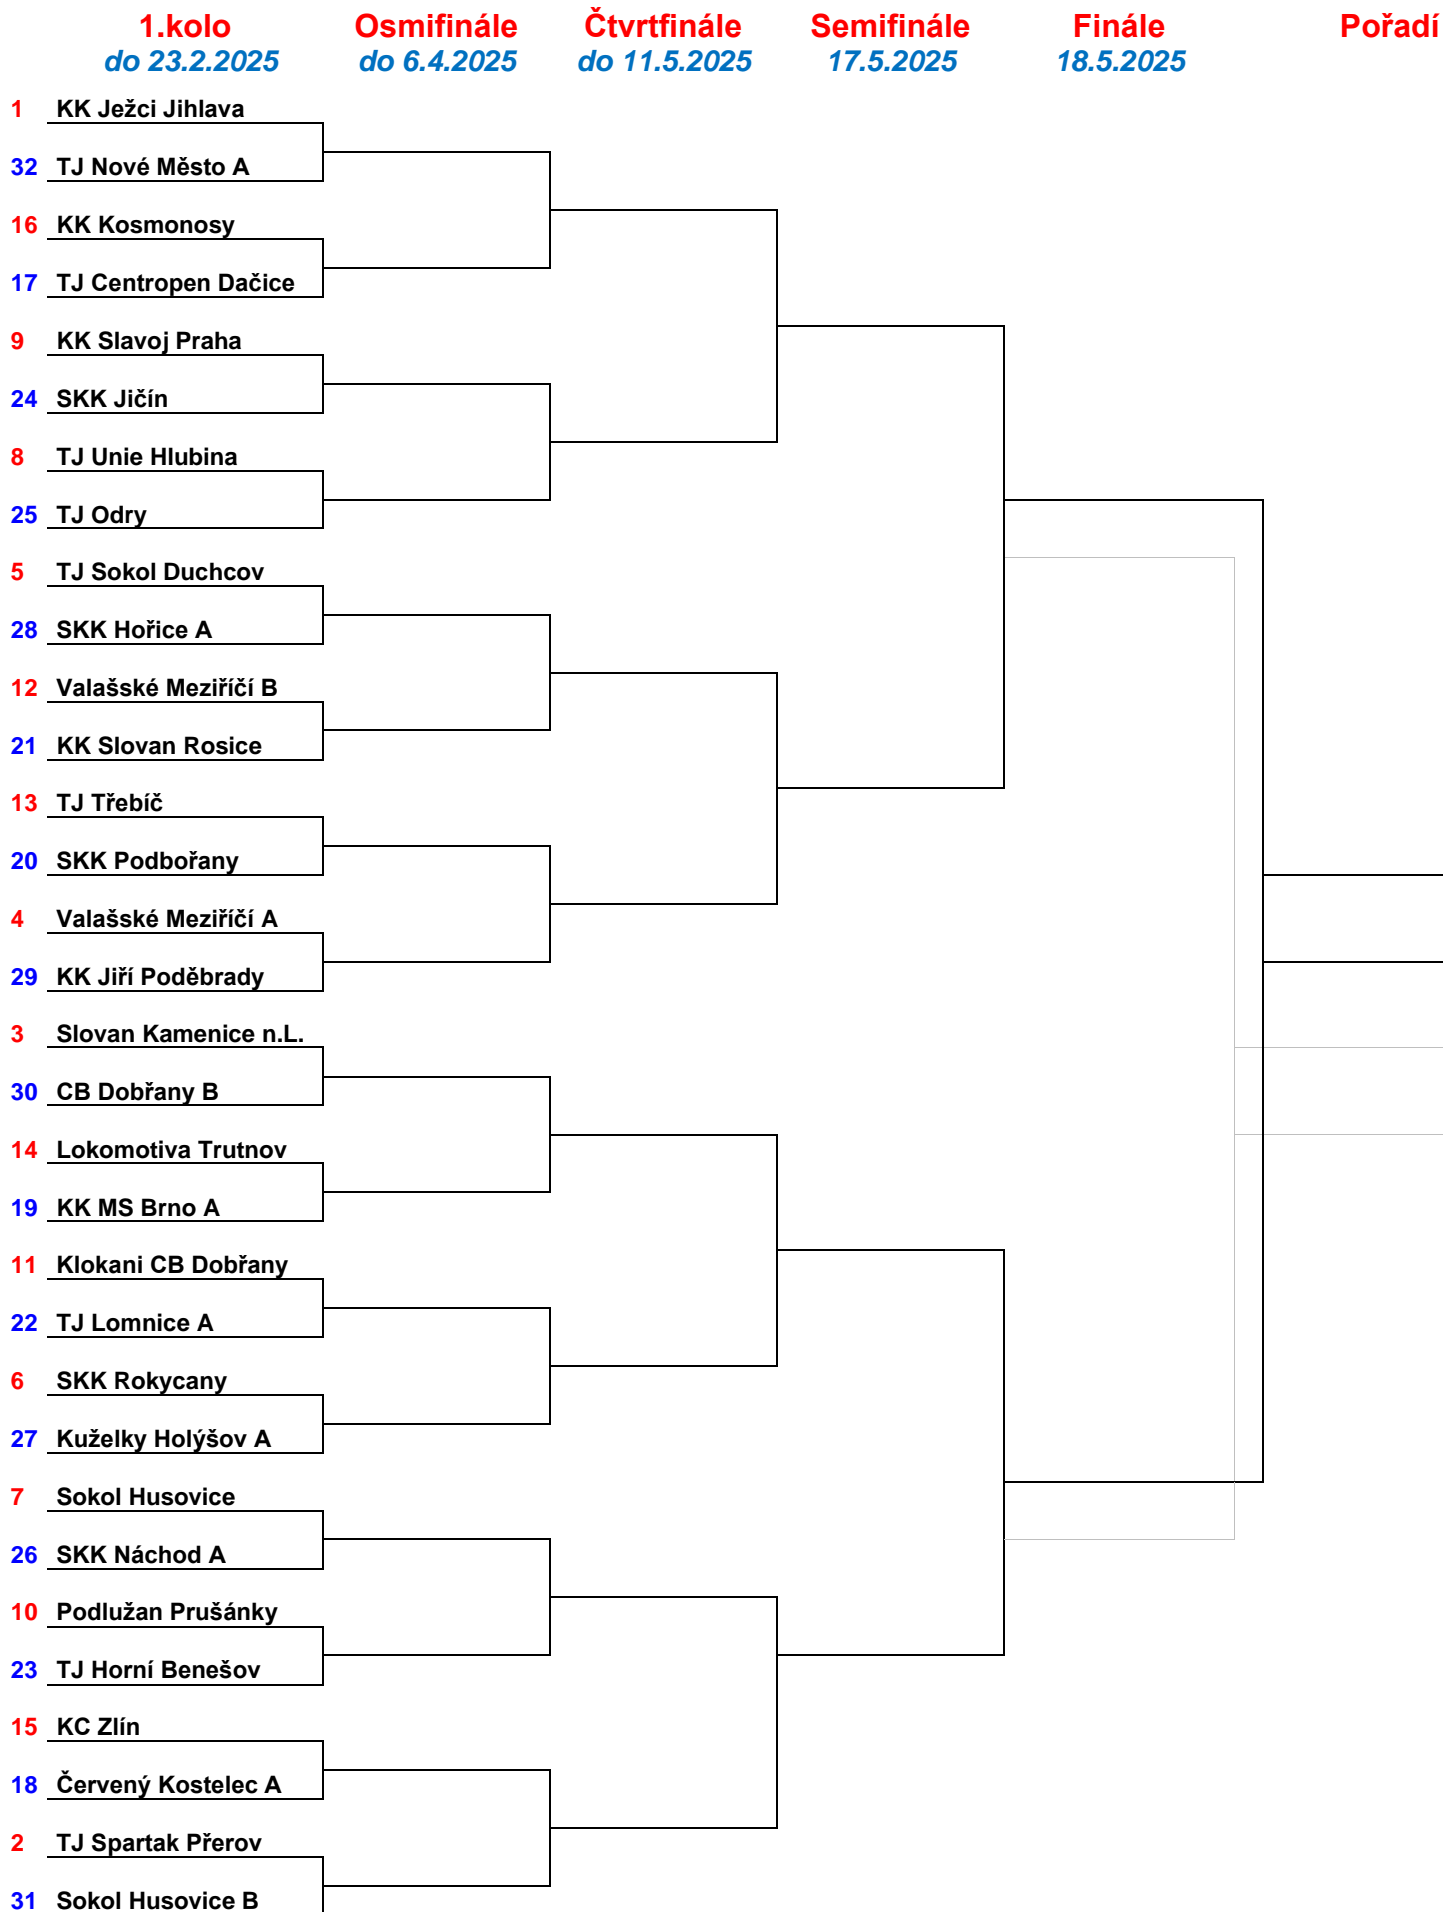 1.kolo Osmifinále Čtvrtfinále Semifinále Finále Pořadí
do 23.2.2025 do 6.4.2025 do 11.5.2025 17.5.2025 18.5.2025
1 KK Ježci Jihlava
32 TJ Nové Město A
16 KK Kosmonosy
17 TJ Centropen Dačice
9 KK Slavoj Praha
24 SKK Jičín
8 TJ Unie Hlubina
25 TJ Odry
5 TJ Sokol Duchcov
28 SKK Hořice A
12 Valašské Meziříčí B
21 KK Slovan Rosice
13 TJ Třebíč
20 SKK Podbořany
4 Valašské Meziříčí A
29 KK Jiří Poděbrady
3 Slovan Kamenice n.L.
30 CB Dobřany B
14 Lokomotiva Trutnov
19 KK MS Brno A
11 Klokani CB Dobřany
22 TJ Lomnice A
6 SKK Rokycany
27 Kuželky Holýšov A
7 Sokol Husovice
26 SKK Náchod A
10 Podlužan Prušánky
23 TJ Horní Benešov
15 KC Zlín
18 Červený Kostelec A
2 TJ Spartak Přerov
31 Sokol Husovice B